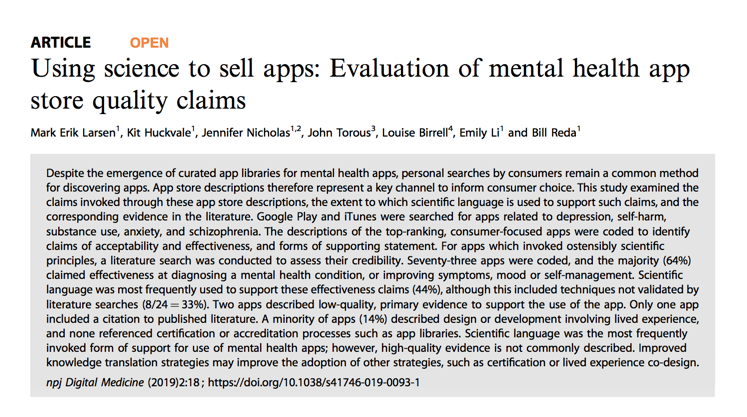 ARTICLE OPEN
Using science to sell apps: Evaluation of mental health app
store quality claims
Mark Erik Larsen1, Kit Huckvale1, Jennifer Nicholas1,2, John Torous3, Louise Birrell4, Emily Li1 and Bill Reda1
Despite the emergence of curated app libraries for mental health apps, personal searches by consumers remain a common method
for discovering apps. App store descriptions therefore represent a key channel to inform consumer choice. This study examined the
claims invoked through these app store descriptions, the extent to which scientific language is used to support such claims, and the
corresponding evidence in the literature. Google Play and iTunes were searched for apps related to depression, self-harm,
substance use, anxiety, and schizophrenia. The descriptions of the top-ranking, consumer-focused apps were coded to identify
claims of acceptability and effectiveness, and forms of supporting statement. For apps which invoked ostensibly scientific
principles, a literature search was conducted to assess their credibility. Seventy-three apps were coded, and the majority (64%)
claimed effectiveness at diagnosing a mental health condition, or improving symptoms, mood or self-management. Scientific
language was most frequently used to support these effectiveness claims (44%), although this included techniques not validated by
literature searches (8/24 = 33%). Two apps described low-quality, primary evidence to support the use of the app. Only one app
included a citation to published literature. A minority of apps (14%) described design or development involving lived experience,
and none referenced certification or accreditation processes such as app libraries. Scientific language was the most frequently
invoked form of support for use of mental health apps; however, high-quality evidence is not commonly described. Improved
knowledge translation strategies may improve the adoption of other strategies, such as certification or lived experience co-design.
npj Digital Medicine (2019)2:18 ; https://doi.org/10.1038/s41746-019-0093-1